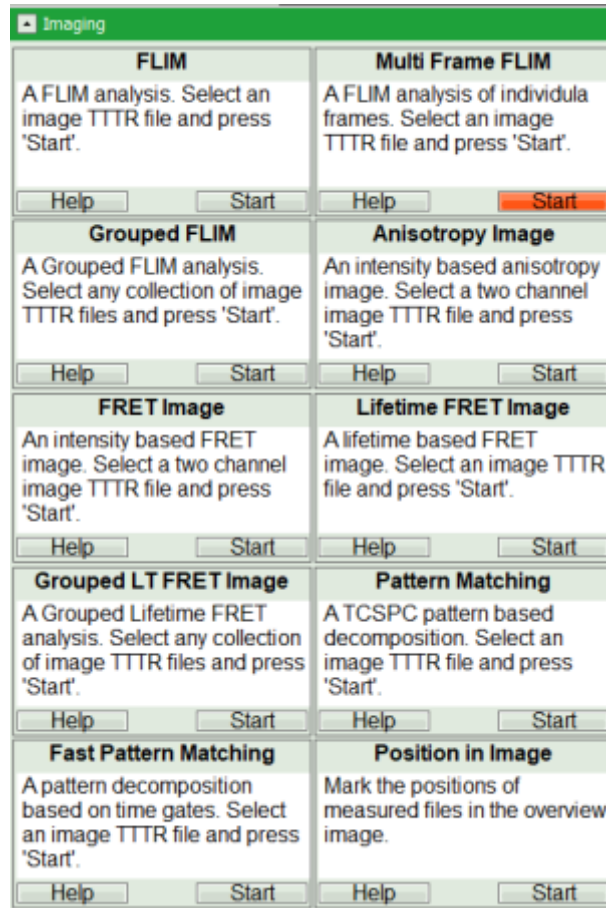 Imaging
FLIM
A FLIM analysis. Select an
image TTTR file and press
'Start'.
Help
Start
Multi Frame FLIM
A FLIM analysis of individula
frames. Select an image
TTTR file and press 'Start'.
Help
Start
Grouped FLIM
A Grouped FLIM analysis.
Select any collection of image
TTTR files and press 'Start'.
Help
Start
Anisotropy Image
An intensity based anisotropy
image. Select a two channel
image TTTR file and press
'Start'.
Help
Start
FRET Image
An intensity based FRET
image. Select a two channel
image TTTR file and press
'Start'.
Help
Start
Lifetime FRET Image
A lifetime based FRET
image. Select an image TTTR
file and press 'Start'.
Help
Start
Grouped LT FRET Image
A Grouped Lifetime FRET
analysis. Select any collection
of image TTTR files and press
'Start'.
Help
Start
Pattern Matching
A TCSPC pattern based
decomposition. Select an
image TTTR file and press
'Start'.
Help
Start
Fast Pattern Matching
A pattern decomposition
based on time gates. Select
an image TTTR file and press
'Start'.
Help
Start
Position in Image
Mark the positions of
measured files in the overview
image.
Help
Start